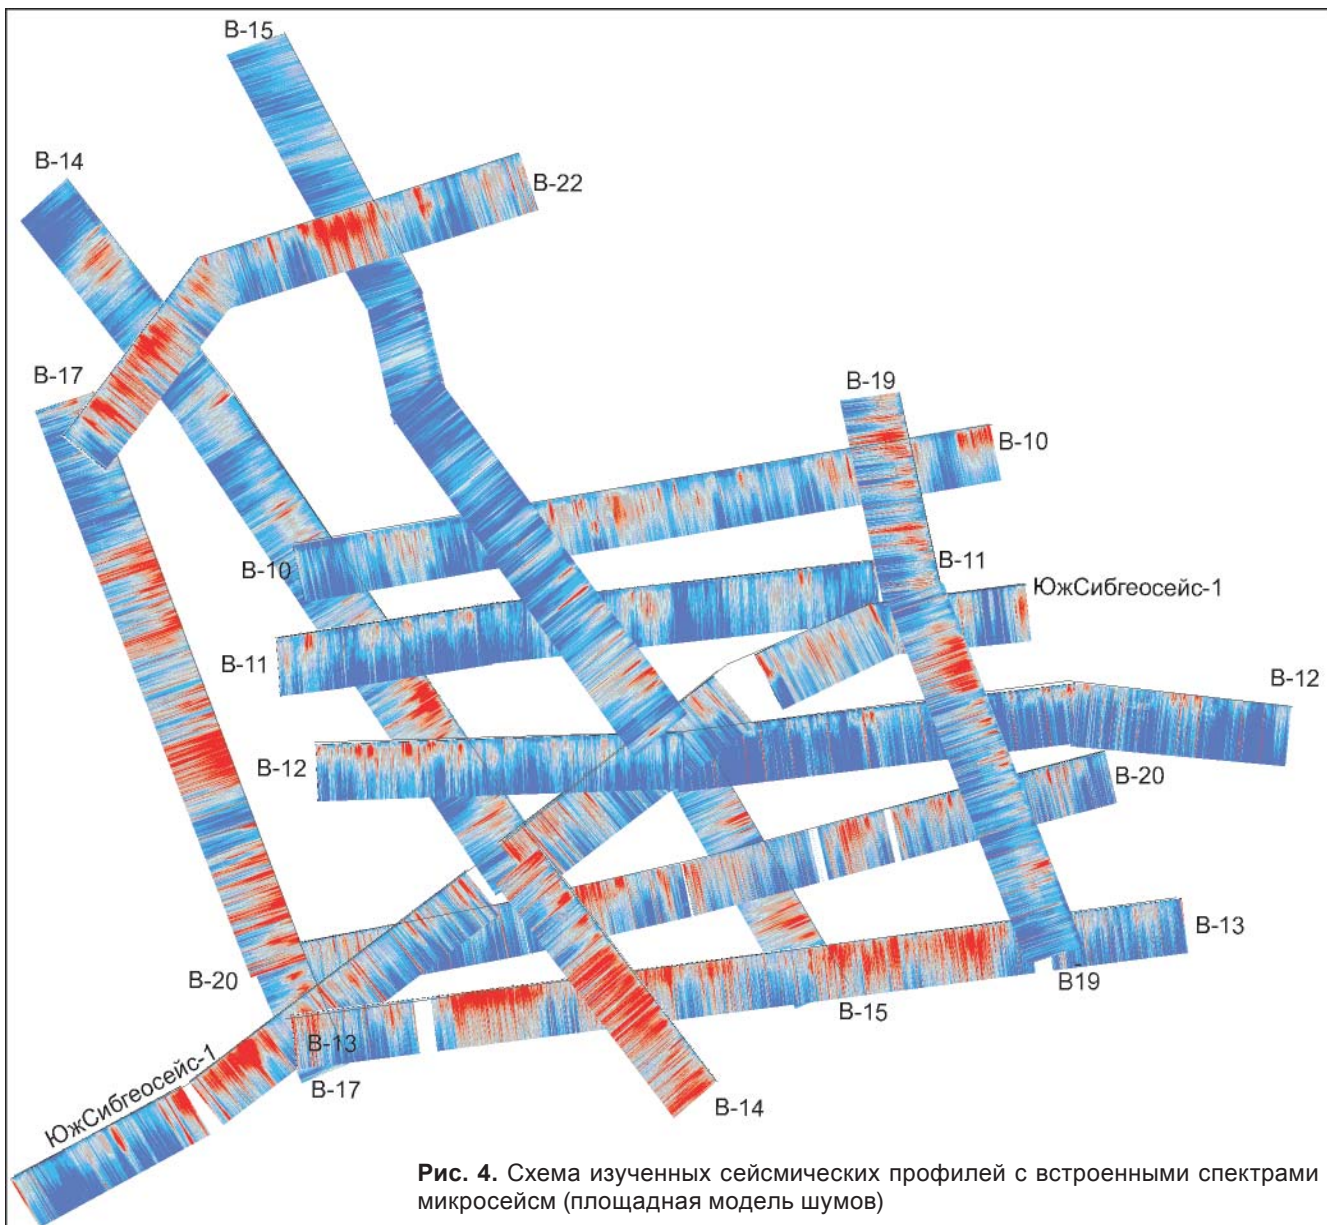 В-15
В-14
В-22
В-17
В-19
В-10
В-10
В-11
ЮжСибгеосейс-1
В-11
В-12
В-12
В-20
В-13
В-20
В19
В-15
В-13
В-17
ЮжСибгеосейс-1
В-14
Рис. 4. Схема изученных сейсмических профилей с встроенными спектрами
микросейсм (площадная модель шумов)